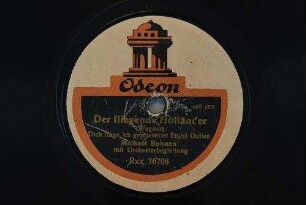 Odeon
Der fliegende Holländer
(Wagner)
Dich frage ich gepriesener Engel Gottes
Michael Bohnen
mit Orchesterbegleitung
Rxx. 76708